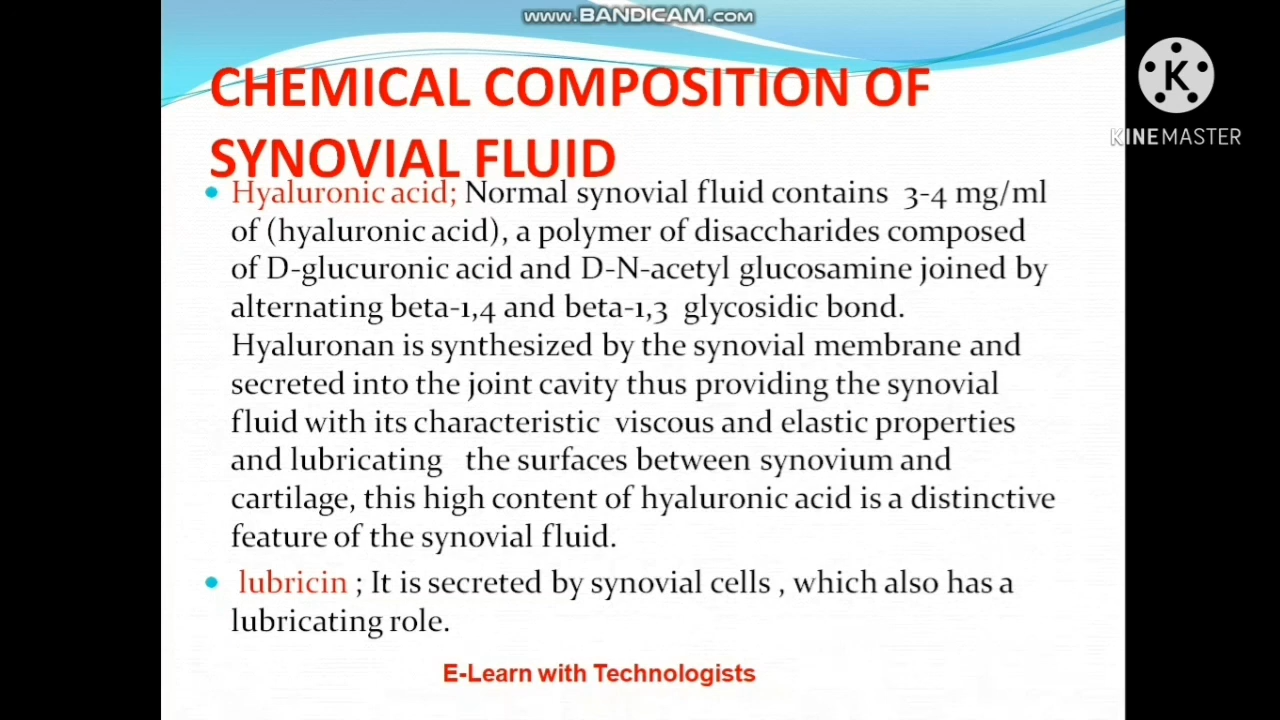 www.BANDICAM.com
CHEMICAL COMPOSITION OF
SYNOVIAL FLUID
K
KINEMASTER
• Hyaluronic acid; Normal synovial fluid contains 3-4 mg/ml
of (hyaluronic acid), a polymer of disaccharides composed
of D-glucuronic acid and D-N-acetyl glucosamine joined by
alternating beta-1,4 and beta-1,3 glycosidic bond.
Hyaluronan is synthesized by the synovial membrane and
secreted into the joint cavity thus providing the synovial
fluid with its characteristic viscous and elastic properties
and lubricating the surfaces between synovium and
cartilage, this high content of hyaluronic acid is a distinctive
feature of the synovial fluid.
• lubricin ; It is secreted by synovial cells , which also has a
lubricating role.
E-Learn with Technologists